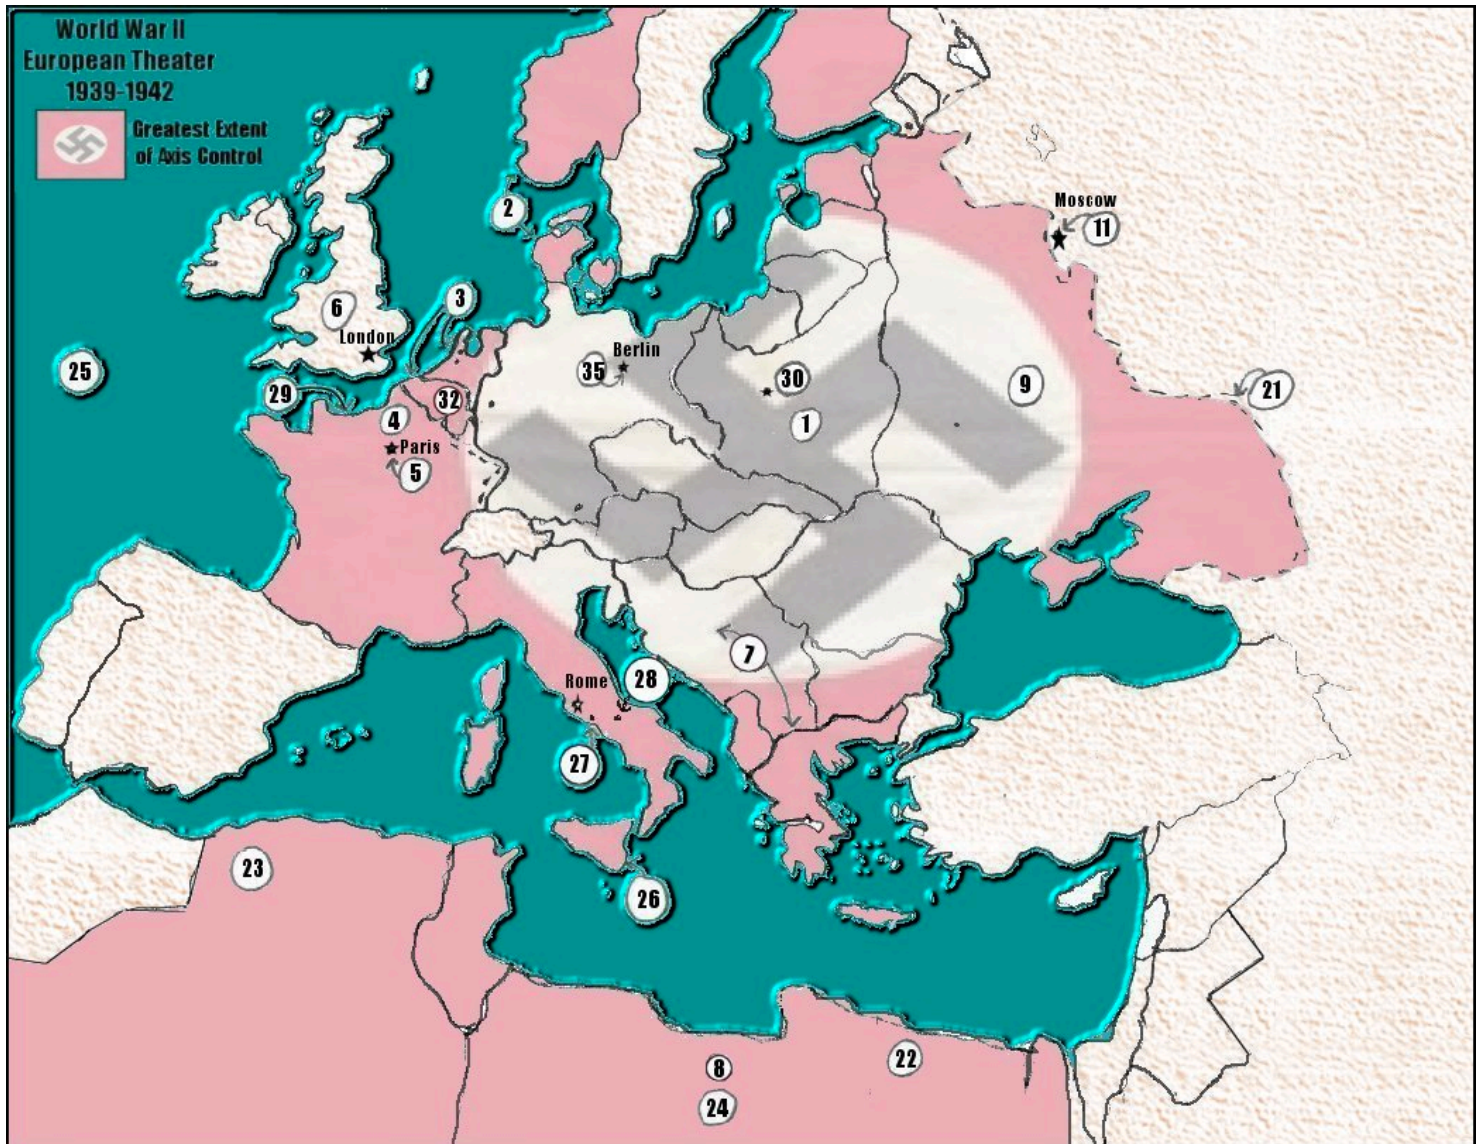 World War II
European Theater
1939-1942
Greatest Extent
of Axis Control
2
Moscow
11
3
6
London
Berlin
35
30
25
29
32
4
1
9
21
Paris
5
7
Rome
28
27
23
26
8
22
24